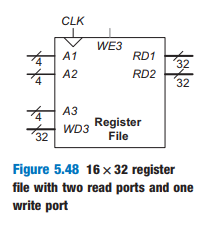 CLK
WE3
A1 RD1
4 32
A2 RD2
4 32
A3
4
Register
WD3
File
32
Figure 5.48 16 × 32 register
file with two read ports and one
write port